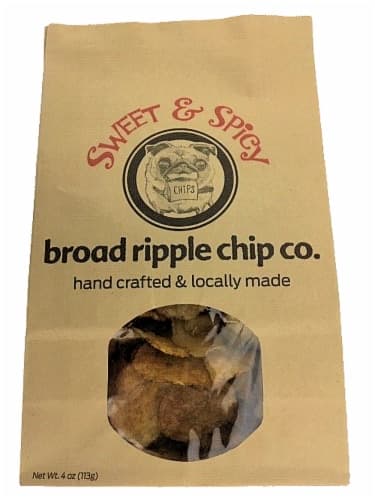 SWEET & SPICY
CHIPS
broad ripple chip co.
hand crafted & locally made
Net Wt. 4 oz (113g)